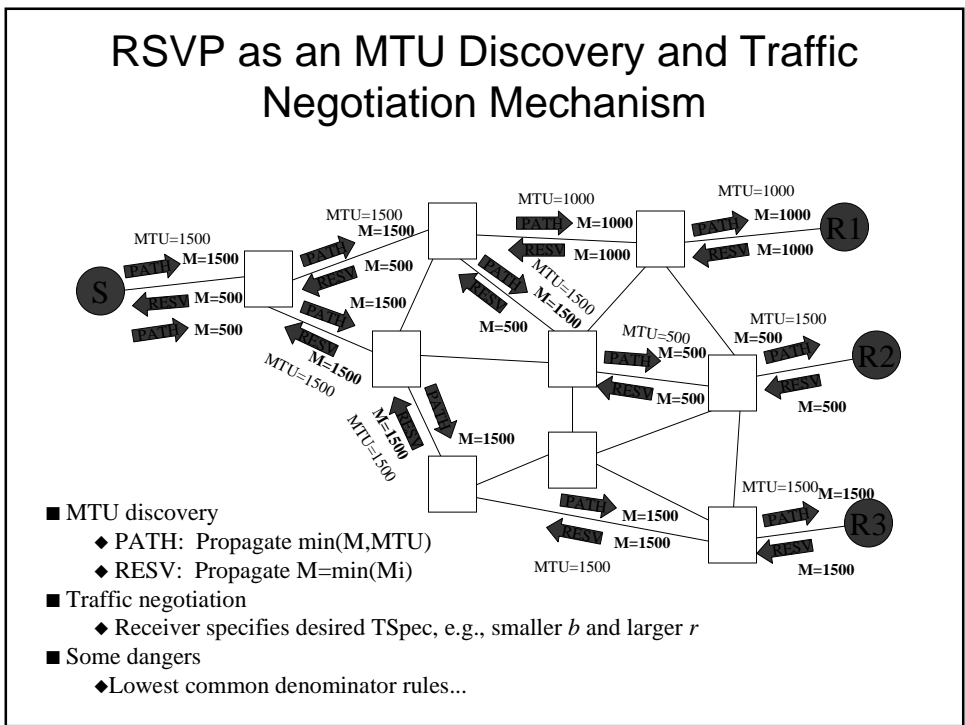 RSVP as an MTU Discovery and Traffic
Negotiation Mechanism
MTU=1500
PATH
M=1500
S
RESV
M=500
PATH
M=500
MTU=1500
M=1500
PATH
RESV
M=500
PATH
M=1500
RESV
M=1500
MTU=1500
MTU=1000
PATH
M=1000
RESV
M=1000
MTU=1000
PATH
M=1000
RESV
M=1000
R1
PATH
MTU=1500
M=1500
RESV
M=500
MTU=500
PATH
M=500
RESV
M=500
MTU=1500
M=500
PATH
M=500
R2
PATH
M=1500
RESV
M=1500
MTU=1500
PATH
M=1500
RESV
M=1500
MTU=1500
MTU=1500
M=1500
PATH
RESV
M=1500
R3
■ MTU discovery
◆ PATH: Propagate min(M,MTU)
◆ RESV: Propagate M=min(Mi)
■ Traffic negotiation
◆ Receiver specifies desired TSpec, e.g., smaller b and larger r
■ Some dangers
◆Lowest common denominator rules...